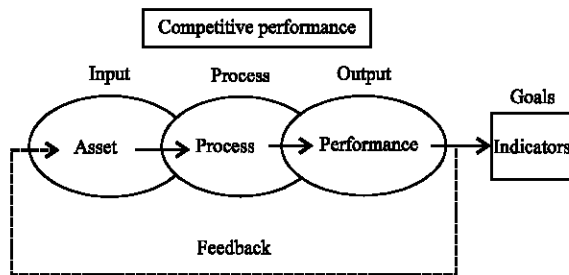 Competitive performance
Input Process Output
Goals
Asset Process Performance Indicators
Feedback